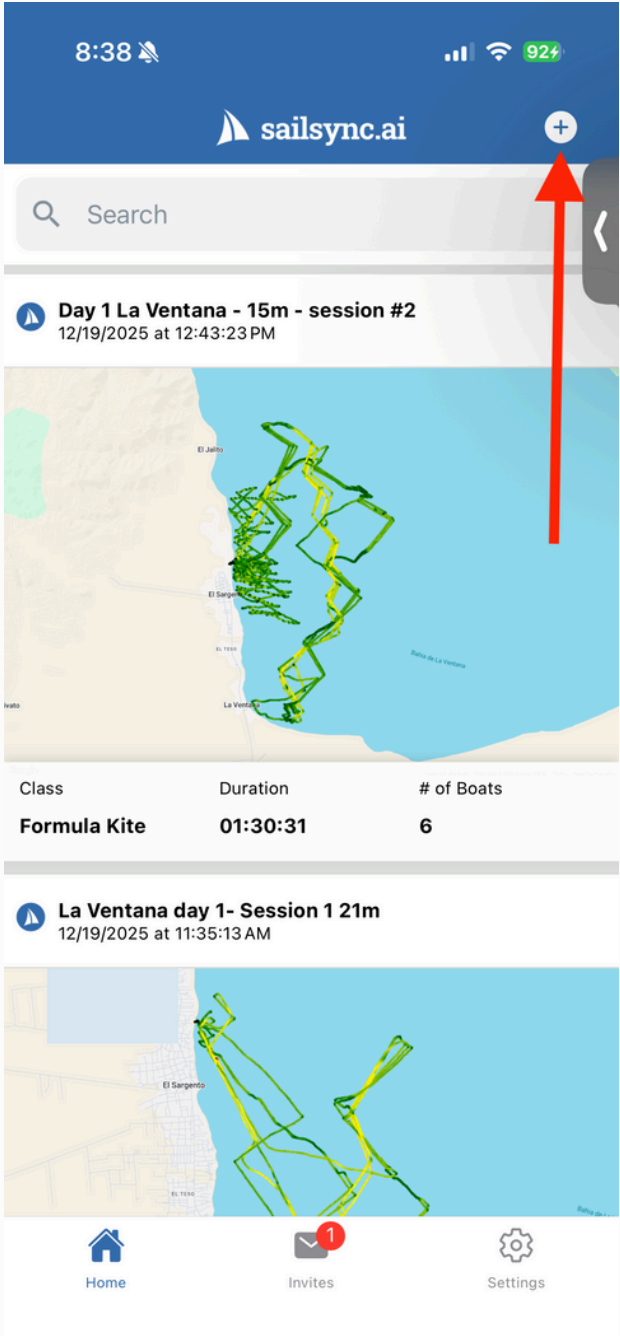 8:38
92
sailsync.ai
+
Search
Day 1 La Ventana - 15m - session #2
12/19/2025 at 12:43:23 PM
El Jalito
El Sargento
EL TESO
Bahia de La Ventana
La Ventana
Class
Duration
# of Boats
Formula Kite
01:30:31
6
La Ventana day 1- Session 1 21m
12/19/2025 at 11:35:13 AM
El Sargento
EL TESO
1
Home
Invites
Settings